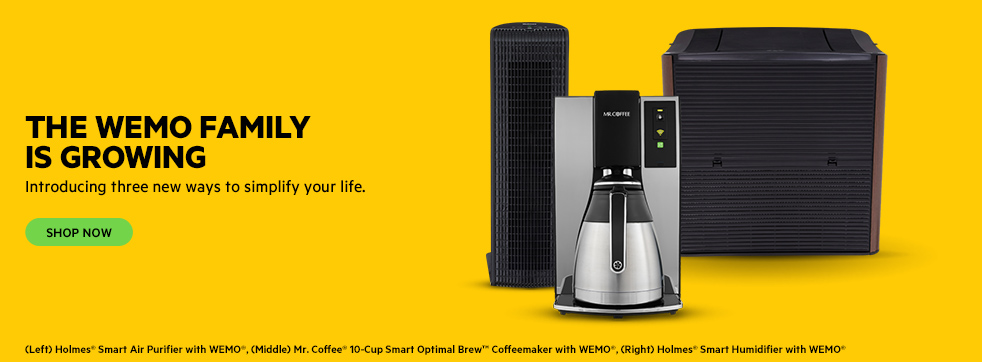 THE WEMO FAMILY
IS GROWING
Introducing three new ways to simplify your life.
SHOP NOW
MR.COFFEE
(Left) Holmes® Smart Air Purifier with WEMO®, (Middle) Mr. Coffee® 10-Cup Smart Optimal Brew™ Coffeemaker with WEMO®, (Right) Holmes® Smart Humidifier with WEMO®